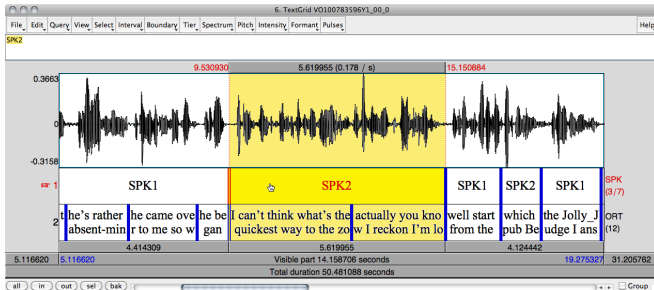 6. TextGrid VO100783S96Y1_00_0
File Edit Query View Select Interval Boundary Tier Spectrum Pitch Intensity Formant Pulses Help
SPK2
9.530930 5.619955 (0.178 / s) 15.150884
0.3663
0
-0.3158
1 SPK1 SPK2 SPK1 SPK2 SPK1 SPK
(3/7)
2 t he's rather he came ove he be I can't think what's the actually you kno well start which the Jolly_J ORT
absent-min r to me so w gan quickest way to the zo w I reckon I'm lo from the pub Be udge I ans (12)
4.414309 5.619955 4.124442
5.116620 5.116620 Visible part 14.158706 seconds 19.275327 31.205762
Total duration 50.481088 seconds
all in out sel bak Group